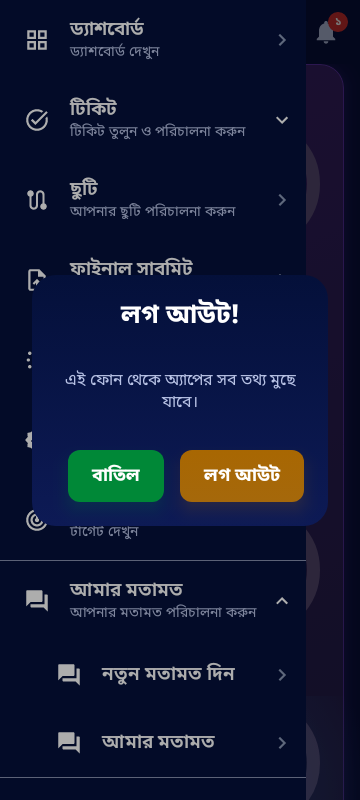 ড্যাশবোর্ড
ড্যাশবোর্ড দেখুন
১
টিকিট
টিকিট তুলুন ও পরিচালনা করুন
ছুটি
আপনার ছুটি পরিচালনা করুন
ফাইনাল সাবমিট
লগ আউট!
এই ফোন থেকে অ্যাপের সব তথ্য মুছে
যাবে।
বাতিল
লগ আউট
টার্গেট দেখুন
আমার মতামত
আপনার মতামত পরিচালনা করুন
নতুন মতামত দিন
আমার মতামত